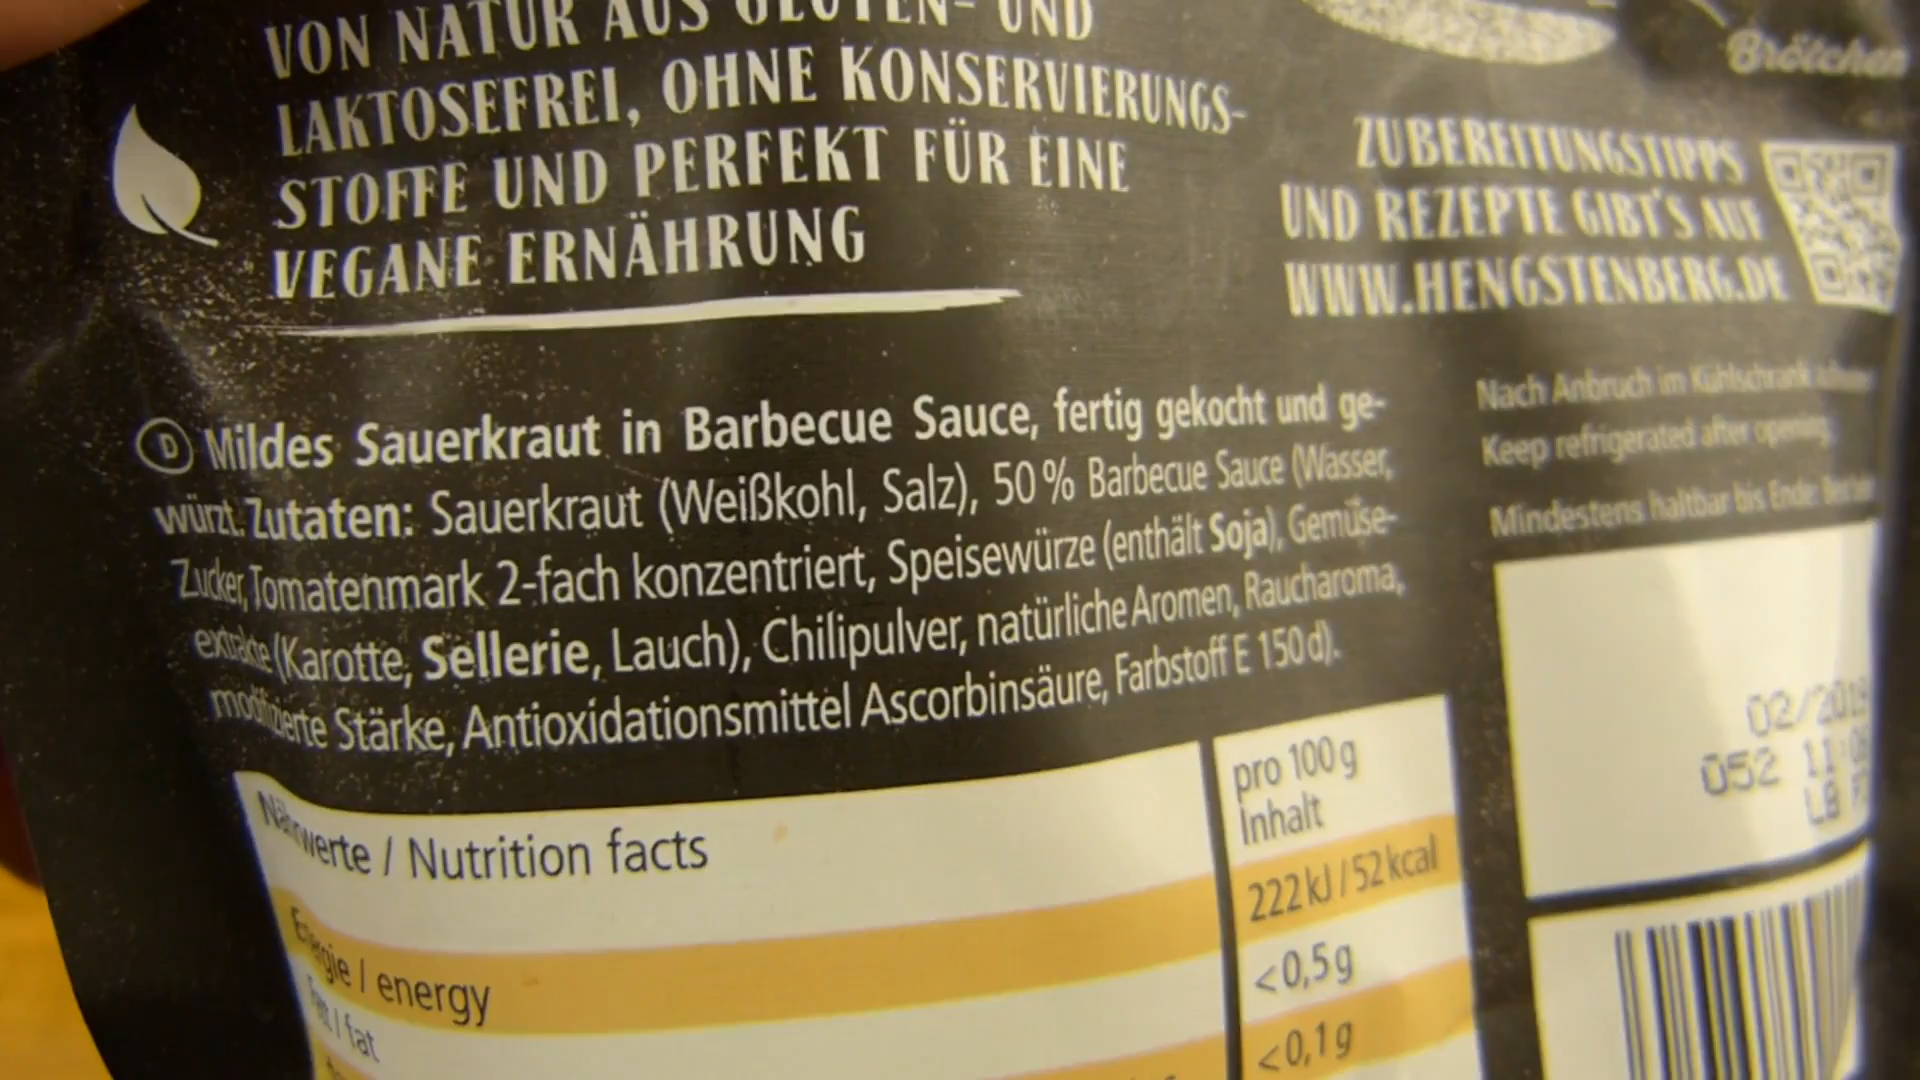 VON NATUR AUS GLUTEN- UND
LAKTOSEFREI, OHNE KONSERVIERUNGS-
STOFFE UND PERFEKT FÜR EINE
VEGANE ERNÄHRUNG
Brötchen
ZUBEREITUNGSTIPPS
UND REZEPTE GIBT'S AUF
WWW.HENGSTENBERG.DE
D Mildes Sauerkraut in Barbecue Sauce, fertig gekocht und ge-
würzt. Zutaten: Sauerkraut (Weißkohl, Salz), 50 % Barbecue Sauce (Wasser,
Zucker, Tomatenmark 2-fach konzentriert, Speisewürze (enthält Soja), Gemüse-
extrakte (Karotte, Sellerie, Lauch), Chilipulver, natürliche Aromen, Raucharoma,
modifizierte Stärke, Antioxidationsmittel Ascorbinsäure, Farbstoff E 150d).
Nach Anbruch im Kühlschrank
Keep refrigerated after opening.
Mindestens haltbar bis Ende
052
LB
Nährwerte / Nutrition facts
pro 100 g
Inhalt
Energie / energy
222 kJ / 52 kcal
Fett / fat
<0,5 g
<0,1 g